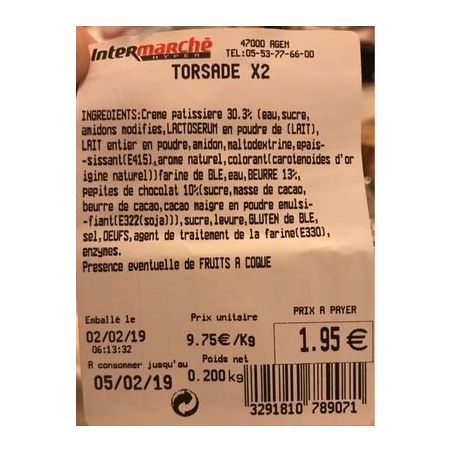 InterMarché
HYPER
47000 AGEN
TEL:05-53-77-66-00
TORSADE X2
INGREDIENTS:Creme patissiere 30.3% (eau,sucre,
amidons modifies,LACTOSERUM en poudre de (LAIT),
LAIT entier en poudre,amidon,maltodextrine,epais-
-sissant(E415),arome naturel,colorant(carotenoides d'or
igine naturel))farine de BLE,eau,BEURRE 13%,
pepites de chocolat 10%(sucre,masse de cacao,
beurre de cacao,cacao maigre en poudre emulsi-
-fiant(E322(soja))),sucre,levure,GLUTEN de BLE,
sel,OEUFS,agent de traitement de la farine(E330),
enzymes.
Presence eventuelle de FRUITS A COQUE
Emballé le
02/02/19
06:13:32
Prix unitaire
9.75€/Kg
PRIX A PAYER
1.95€
A consommer jusqu'au
05/02/19
Poids net
0.200kg
3291810 789071